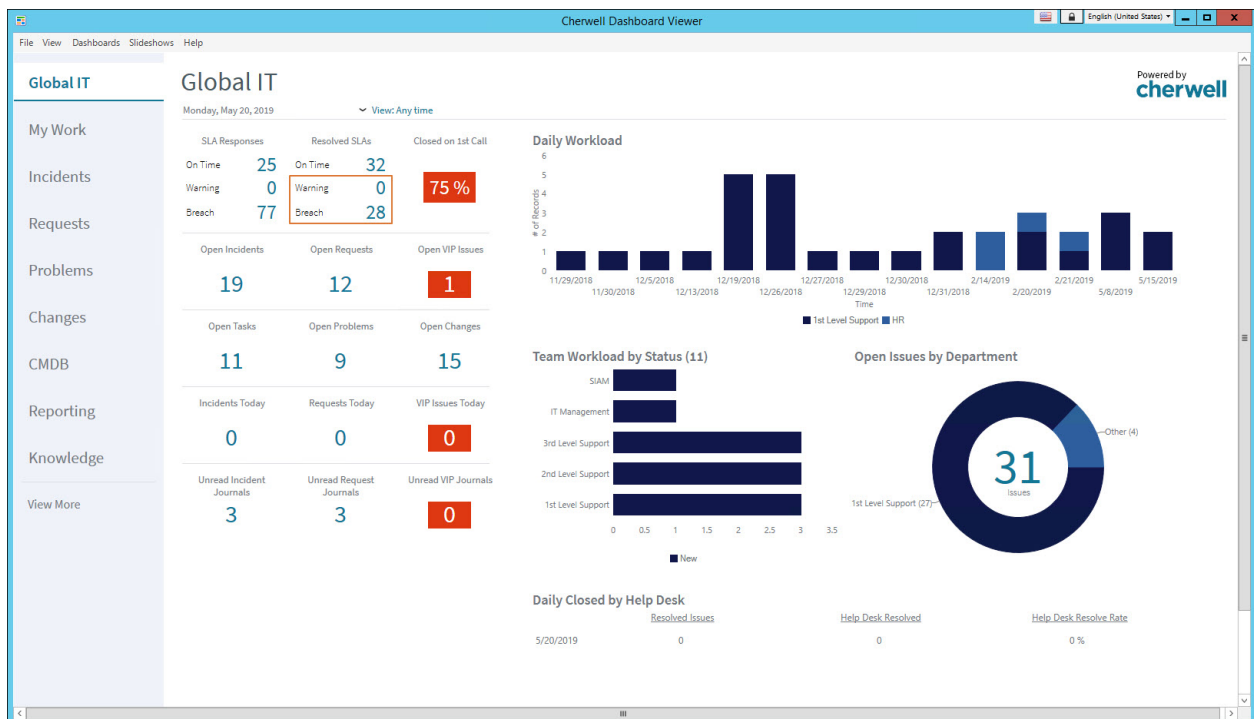 Cherwell Dashboard Viewer
English (United States)
File View Dashboards Slideshows Help
Global IT
My Work
Incidents
Requests
Problems
Changes
CMDB
Reporting
Knowledge
View More
Global IT
Monday, May 20, 2019
View: Any time
Powered by
cherwell
SLA Responses
On Time 25
Warning 0
Breach 77
Resolved SLAs
On Time 32
Warning 0
Breach 28
Closed on 1st Call
75 %
Open Incidents
19
Open Requests
12
Open VIP Issues
1
Open Tasks
11
Open Problems
9
Open Changes
15
Incidents Today
0
Requests Today
0
VIP Issues Today
0
Unread Incident
Journals
3
Unread Request
Journals
3
Unread VIP Journals
0
Daily Workload
# of Records
6
5
4
3
2
1
0
11/29/2018 12/5/2018 12/19/2018 12/27/2018 12/30/2018 2/14/2019 2/21/2019 5/15/2019
11/30/2018 12/13/2018 12/26/2018 12/29/2018 12/31/2018 2/20/2019 5/8/2019
Time
1st Level Support HR
Team Workload by Status (11)
SIAM
IT Management
3rd Level Support
2nd Level Support
1st Level Support
0 0.5 1 1.5 2 2.5 3 3.5
New
Open Issues by Department
Other (4)
31
Issues
1st Level Support (27)
Daily Closed by Help Desk
Resolved Issues Help Desk Resolved Help Desk Resolve Rate
5/20/2019 0 0 0 %